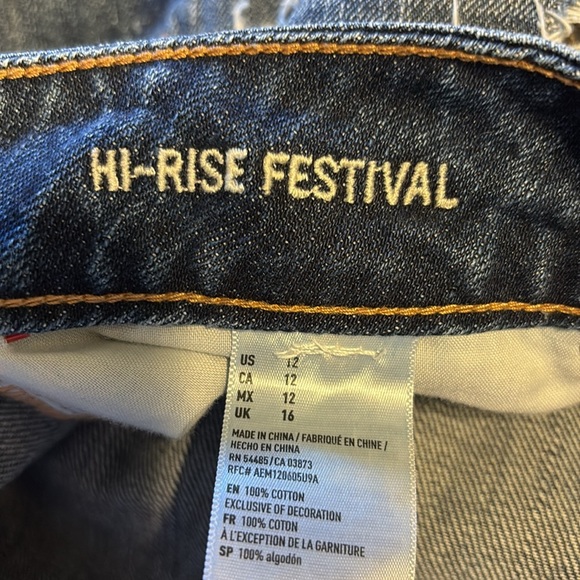 HI-RISE FESTIVAL
US 12
CA 12
MX 12
UK 16
MADE IN CHINA / FABRIQUÉ EN CHINE /
HECHO EN CHINA
RN 54485/CA 03873
RFC# AEM120605U9A
EN 100% COTTON
EXCLUSIVE OF DECORATION
FR 100% COTON
À L'EXCEPTION DE LA GARNITURE
SP 100% algodón